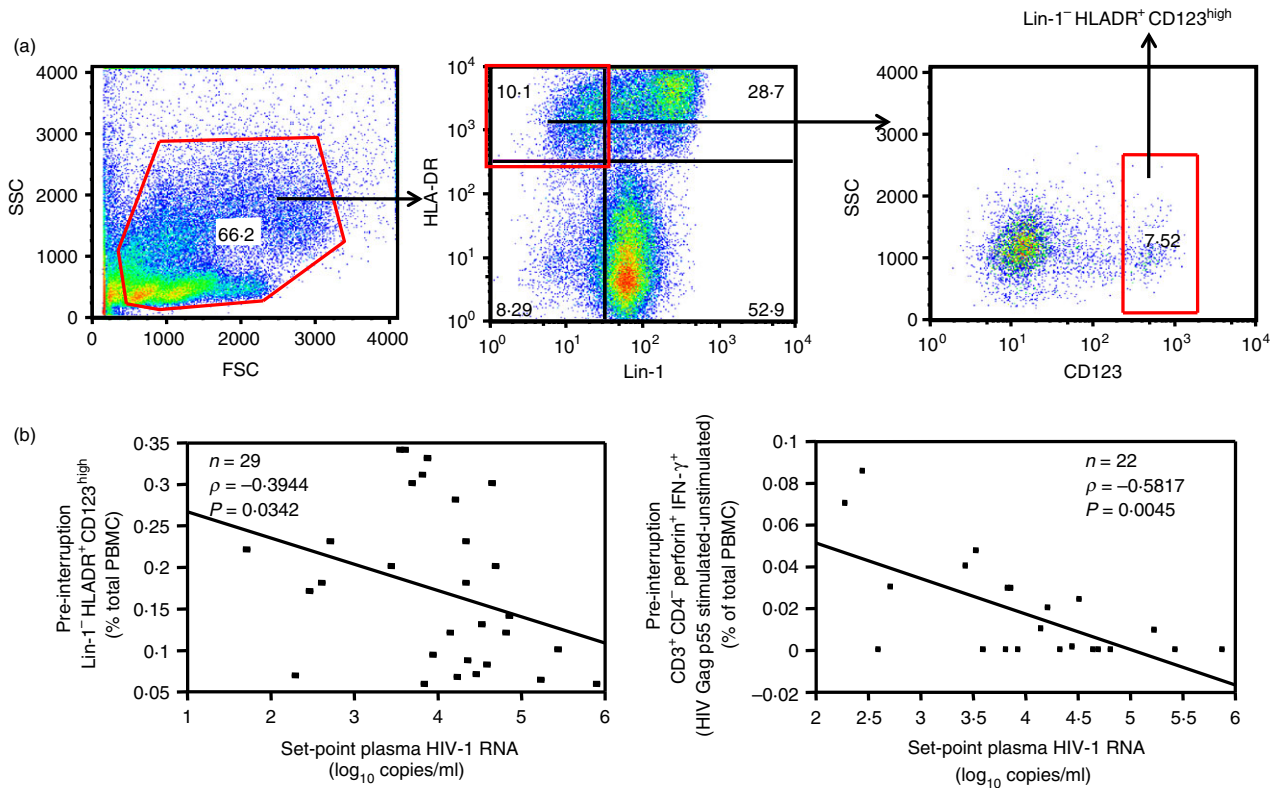 Lin-1⁻ HLADR⁺ CD123ʰⁱᵍʰ
(a)
4000
3000
2000
1000
0
SSC
66·2
0 1000 2000 3000 4000
FSC
10⁴
10³
10²
10¹
10⁰
HLA-DR
10·1
28·7
8·29
52·9
10⁰ 10¹ 10² 10³ 10⁴
Lin-1
4000
3000
2000
1000
0
SSC
7·52
10⁰ 10¹ 10² 10³ 10⁴
CD123
(b)
Pre-interruption
Lin-1⁻ HLADR⁺ CD123ʰⁱᵍʰ
(% total PBMC)
0·35
0·3
0·25
0·2
0·15
0·1
0·05
n = 29
ρ = −0·3944
P = 0·0342
1 2 3 4 5 6
Set-point plasma HIV-1 RNA
(log₁₀ copies/ml)
Pre-interruption
CD3⁺ CD4⁻ perforin⁺ IFN-γ⁺
(HIV Gag p55 stimulated-unstimulated)
(% of total PBMC)
0·1
0·08
0·06
0·04
0·02
0
−0·02
n = 22
ρ = −0·5817
P = 0·0045
2 2·5 3 3·5 4 4·5 5 5·5 6
Set-point plasma HIV-1 RNA
(log₁₀ copies/ml)